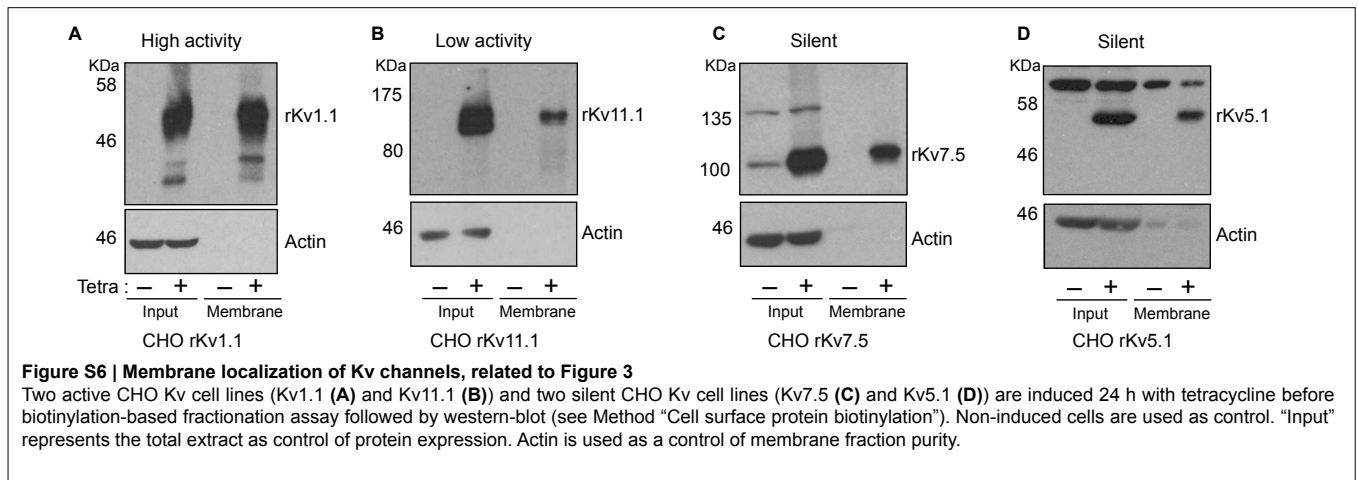 A
High activity
KDa
58
46
rKv1.1
46
Actin
Tetra : – + – +
Input Membrane
CHO rKv1.1
B
Low activity
KDa
175
80
rKv11.1
46
Actin
– + – +
Input Membrane
CHO rKv11.1
C
Silent
KDa
135
100
rKv7.5
46
Actin
– + – +
Input Membrane
CHO rKv7.5
D
Silent
KDa
58
46
rKv5.1
46
Actin
– + – +
Input Membrane
CHO rKv5.1
Figure S6 | Membrane localization of Kv channels, related to Figure 3
Two active CHO Kv cell lines (Kv1.1 (A) and Kv11.1 (B)) and two silent CHO Kv cell lines (Kv7.5 (C) and Kv5.1 (D)) are induced 24 h with tetracycline before
biotinylation-based fractionation assay followed by western-blot (see Method “Cell surface protein biotinylation”). Non-induced cells are used as control. “Input”
represents the total extract as control of protein expression. Actin is used as a control of membrane fraction purity.